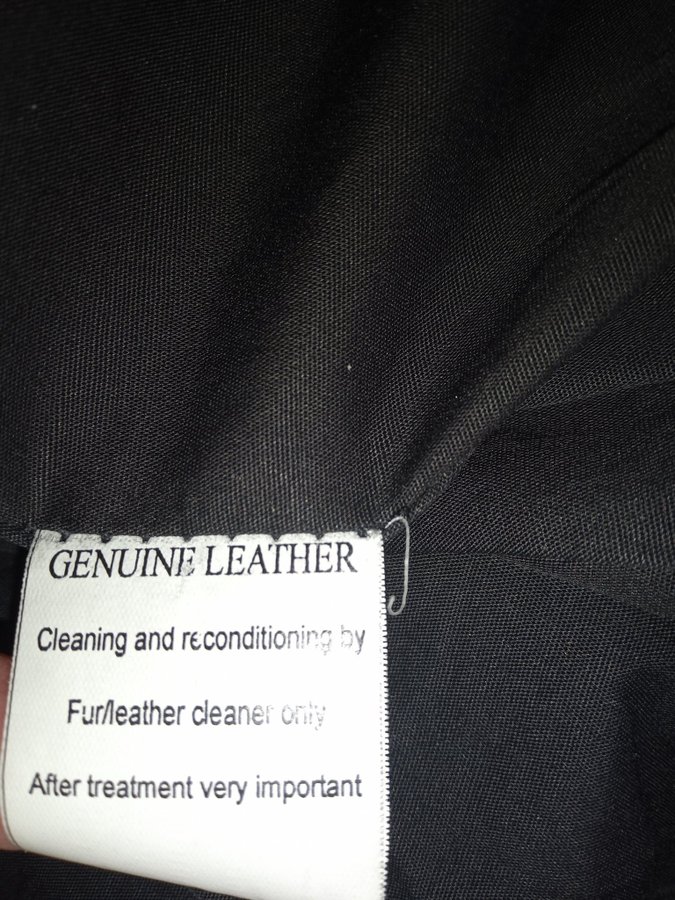 GENUINE LEATHER
Cleaning and reconditioning by
Fur/leather cleaner only
After treatment very important